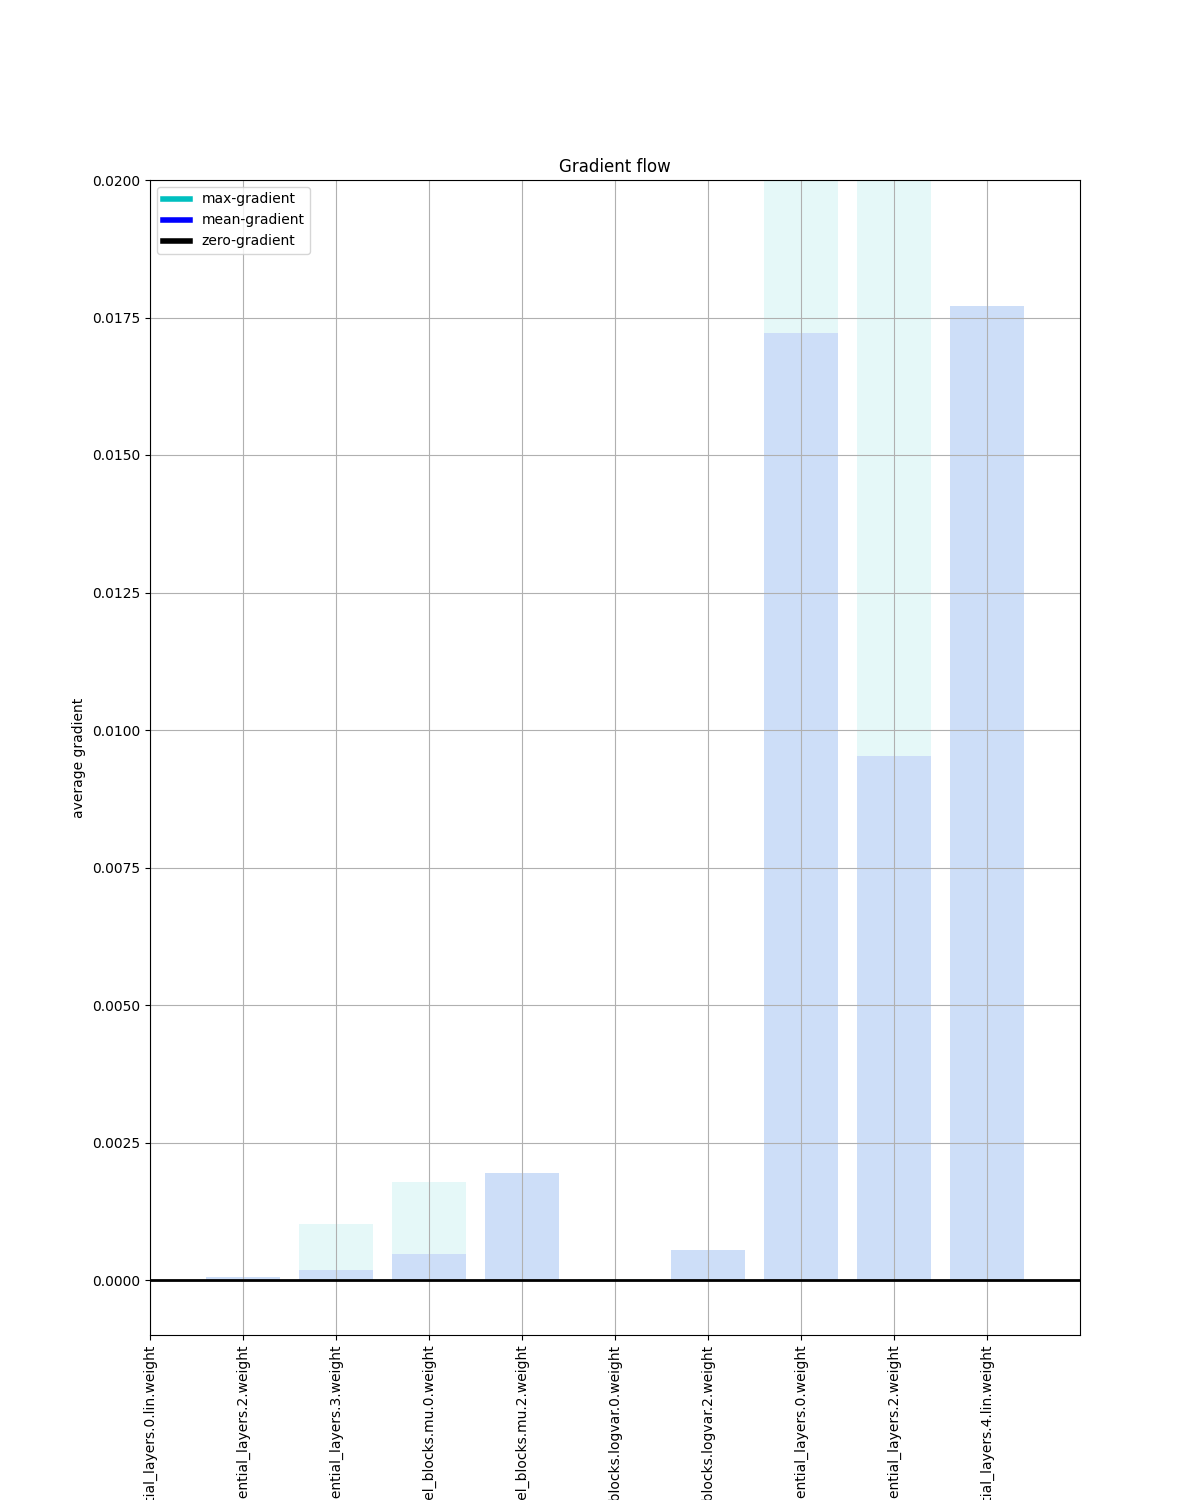 Gradient flow
max-gradient
mean-gradient
zero-gradient
0.0200
0.0175
0.0150
0.0125
0.0100
0.0075
0.0050
0.0025
0.0000
average gradient
tial_layers.0.lin.weight
ential_layers.2.weight
ential_layers.3.weight
el_blocks.mu.0.weight
el_blocks.mu.2.weight
blocks.logvar.0.weight
blocks.logvar.2.weight
ential_layers.0.weight
ential_layers.2.weight
tial_layers.4.lin.weight